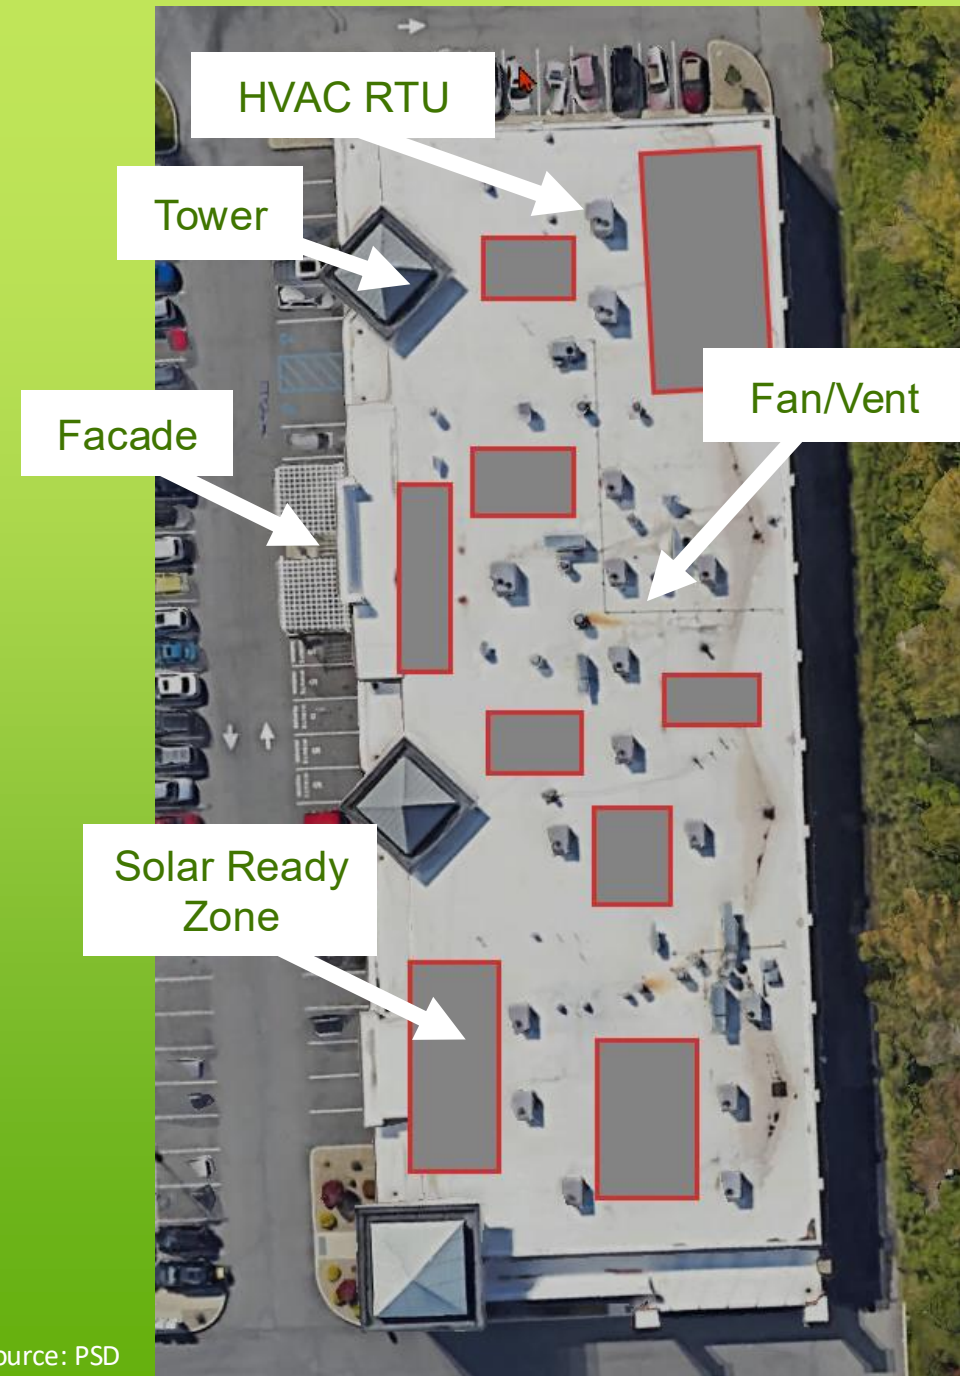 HVAC RTU
Tower
Fan/Vent
Facade
Solar Ready
Zone
ource: PSD